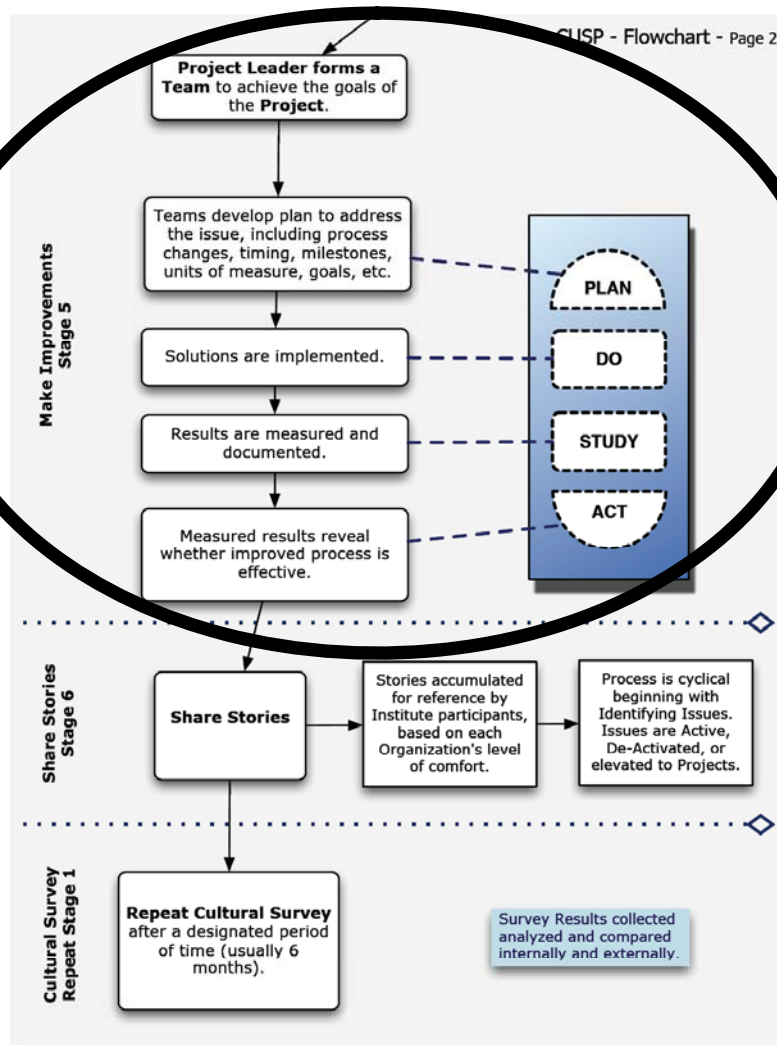 CUSP - Flowchart - Page 2
Project Leader forms a
Team to achieve the goals of
the Project.
Make Improvements
Stage 5
Teams develop plan to address
the issue, including process
changes, timing, milestones,
units of measure, goals, etc.
PLAN
Solutions are implemented.
DO
Results are measured and
documented.
STUDY
Measured results reveal
whether improved process is
effective.
ACT
Share Stories
Stage 6
Share Stories
Stories accumulated
for reference by
Institute participants,
based on each
Organization's level
of comfort.
Process is cyclical
beginning with
Identifying Issues.
Issues are Active,
De-Activated, or
elevated to Projects.
Cultural Survey
Repeat Stage 1
Repeat Cultural Survey
after a designated period
of time (usually 6
months).
Survey Results collected
analyzed and compared
internally and externally.